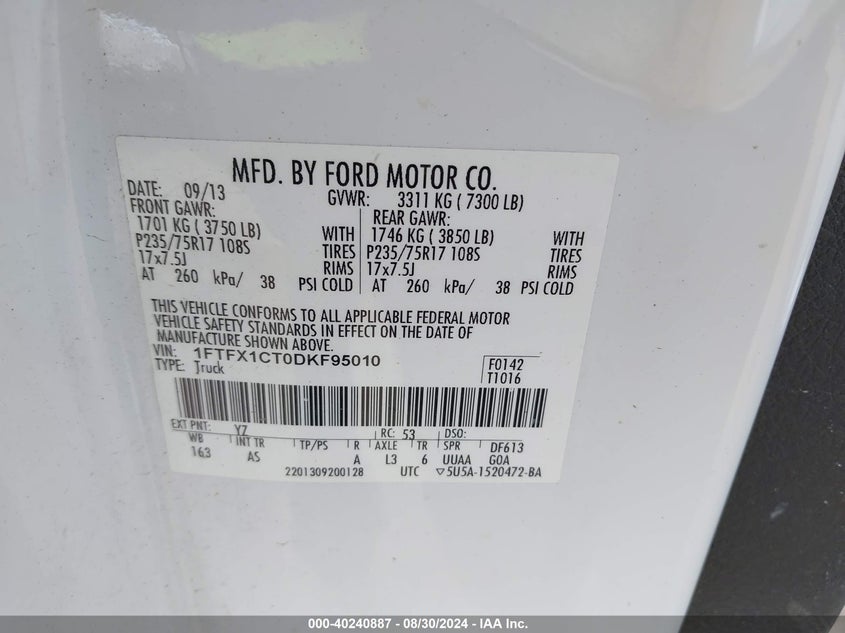 MFD. BY FORD MOTOR CO.
DATE: 09/13 GVWR: 3311 KG ( 7300 LB)
FRONT GAWR: REAR GAWR:
1701 KG ( 3750 LB) WITH 1746 KG ( 3850 LB) WITH
P235/75R17 108S TIRES P235/75R17 108S TIRES
17x7.5J RIMS 17x7.5J RIMS
AT 260 kPa/ 38 PSI COLD AT 260 kPa/ 38 PSI COLD
THIS VEHICLE CONFORMS TO ALL APPLICABLE FEDERAL MOTOR
VEHICLE SAFETY STANDARDS IN EFFECT ON THE DATE OF
MANUFACTURE SHOWN ABOVE.
VIN: 1FTFX1CT0DKF95010 F0142
TYPE: Truck T1016
EXT PNT: YZ RC: 53 DSO:
WB INT TR TP/PS R AXLE TR SPR DF613
163 AS A L3 6 UUAA G0A
2201309200128 UTC ▽5U5A-1520472-BA
000-40240887 - 08/30/2024 - IAA Inc.